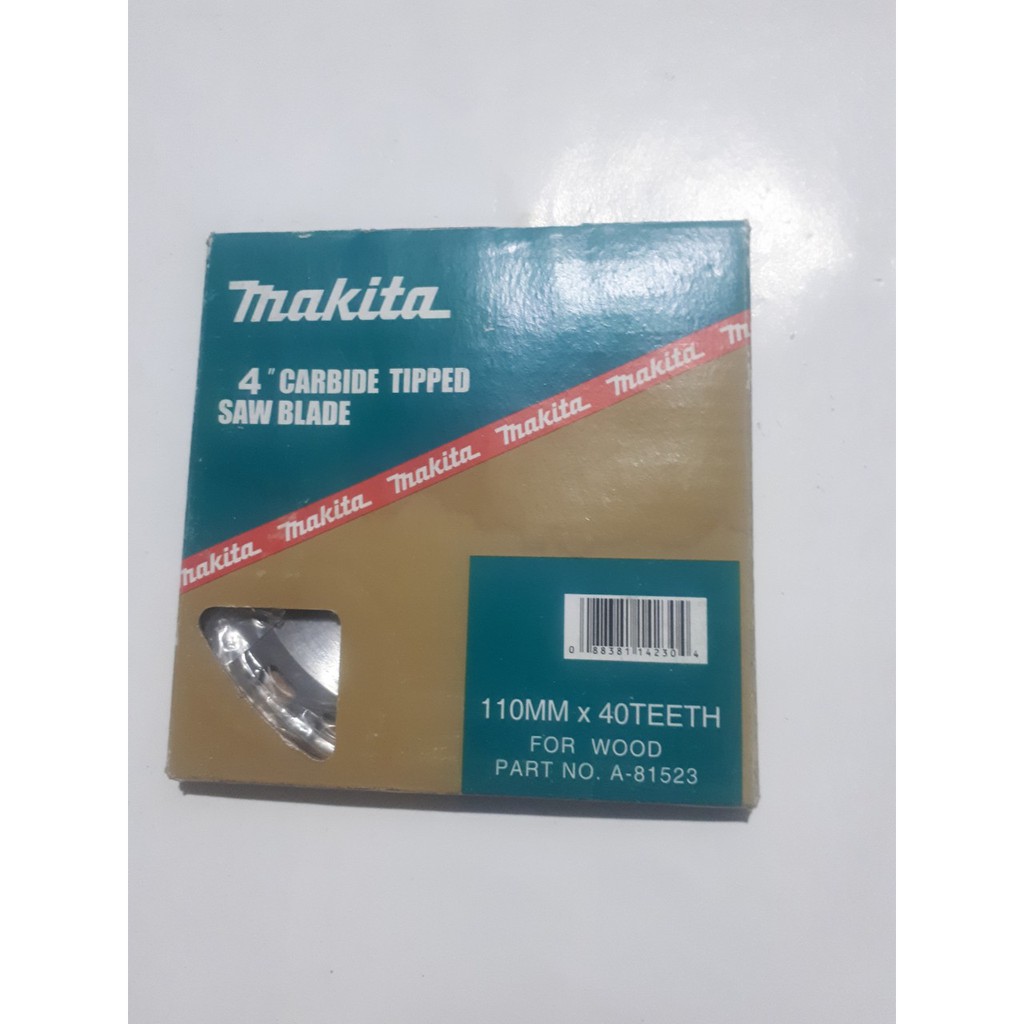 makita
4" CARBIDE TIPPED
SAW BLADE
makita makita makita makita makita m
0 88381 14230 4
110MM x 40TEETH
FOR WOOD
PART NO. A-81523